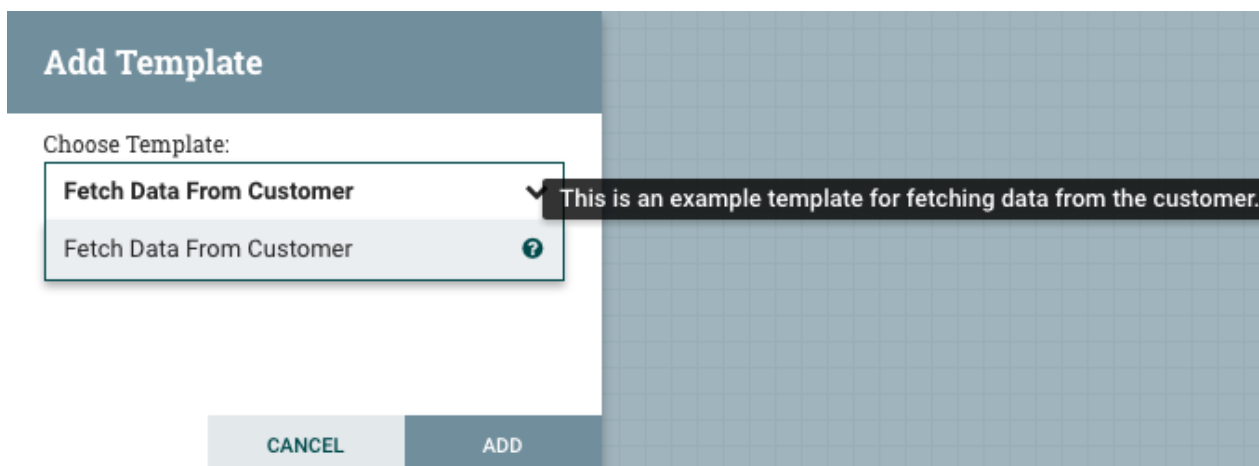 Add Template
Choose Template:
Fetch Data From Customer
This is an example template for fetching data from the customer.
Fetch Data From Customer
CANCEL
ADD